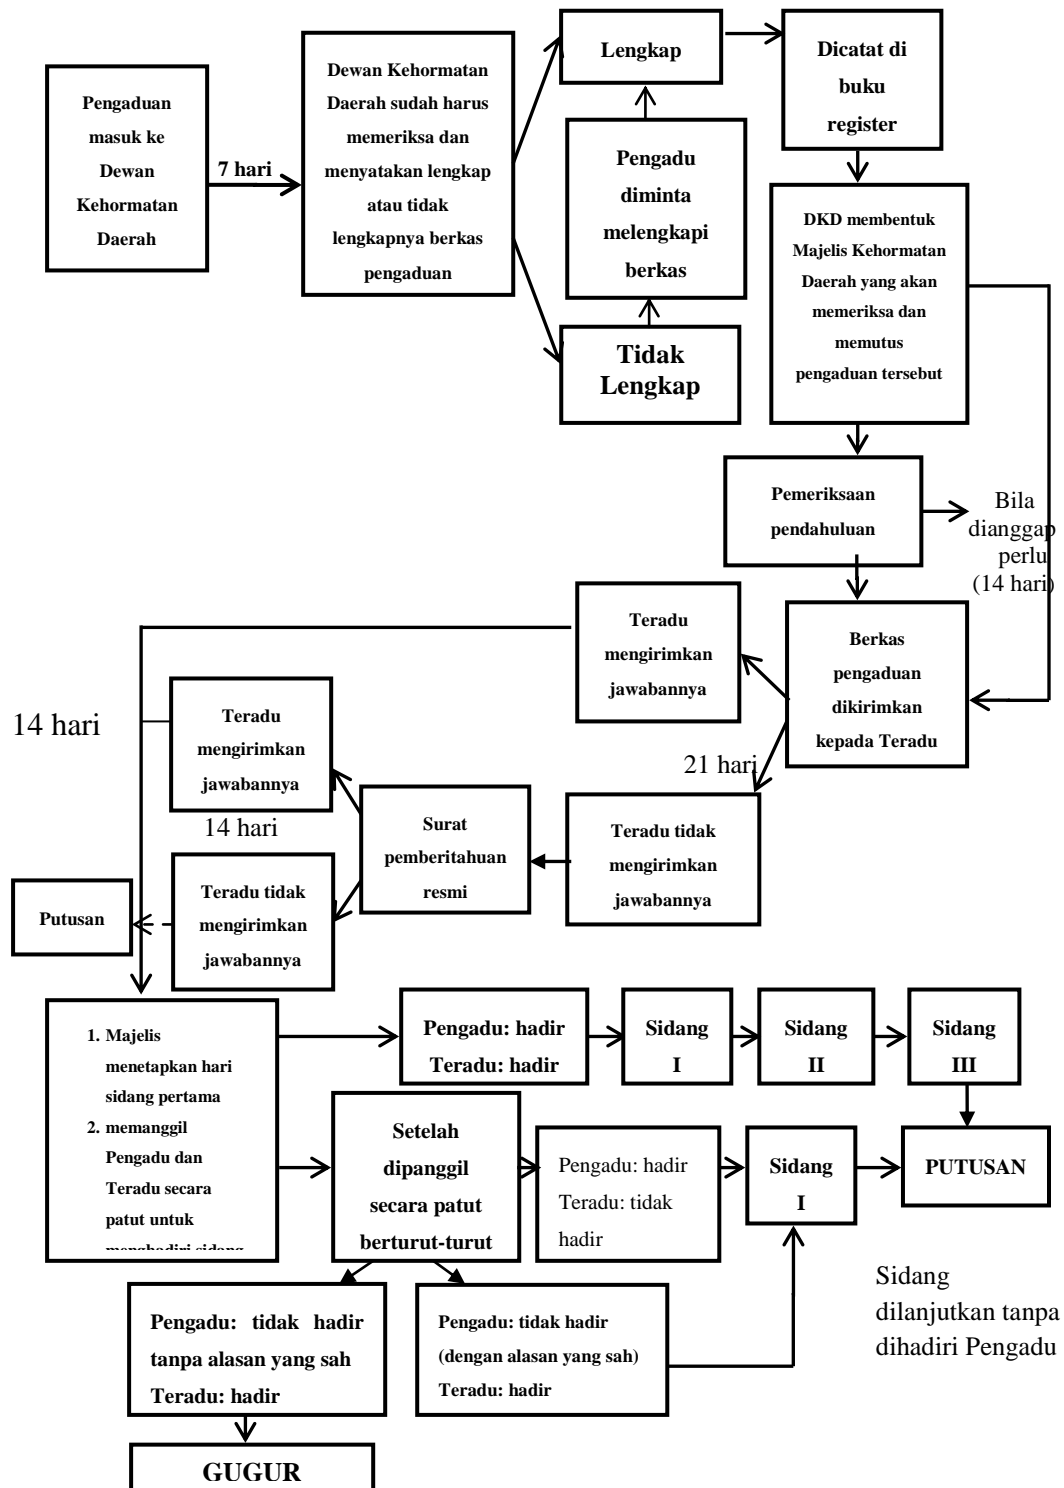 Pengaduan
masuk ke
Dewan
Kehormatan
Daerah
7 hari
Dewan Kehormatan
Daerah sudah harus
memeriksa dan
menyatakan lengkap
atau tidak
lengkapnya berkas
pengaduan
Lengkap
Pengadu
diminta
melengkapi
berkas
Tidak
Lengkap
Dicatat di
buku
register
DKD membentuk
Majelis Kehormatan
Daerah yang akan
memeriksa dan
memutus
pengaduan tersebut
Pemeriksaan
pendahuluan
Bila
dianggap
perlu
(14 hari)
Berkas
pengaduan
dikirimkan
kepada Teradu
Teradu
mengirimkan
jawabannya
21 hari
Teradu tidak
mengirimkan
jawabannya
Surat
pemberitahuan
resmi
14 hari
Teradu
mengirimkan
jawabannya
14 hari
Teradu tidak
mengirimkan
jawabannya
Putusan
1. Majelis
menetapkan hari
sidang pertama
2. memanggil
Pengadu dan
Teradu secara
patut untuk
menghadiri sidang
Pengadu: hadir
Teradu: hadir
Sidang
I
Sidang
II
Sidang
III
Setelah
dipanggil
secara patut
berturut-turut
Pengadu: hadir
Teradu: tidak
hadir
Sidang
I
PUTUSAN
Pengadu: tidak hadir
tanpa alasan yang sah
Teradu: hadir
Pengadu: tidak hadir
(dengan alasan yang sah)
Teradu: hadir
Sidang
dilanjutkan tanpa
dihadiri Pengadu
GUGUR